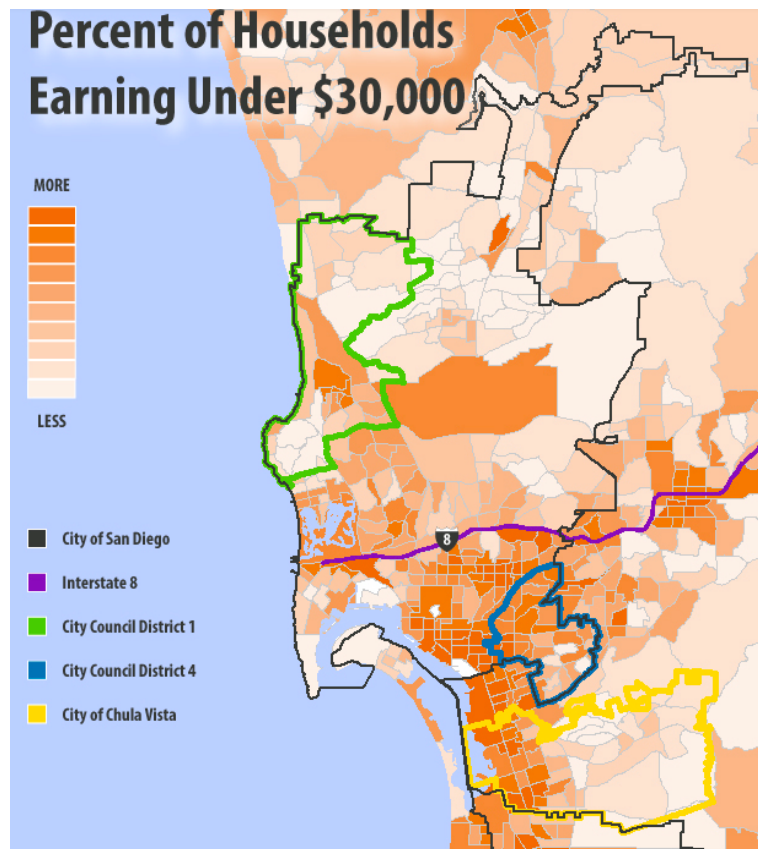 Percent of Households
Earning Under $30,000
MORE
LESS
City of San Diego
Interstate 8
City Council District 1
City Council District 4
City of Chula Vista
8